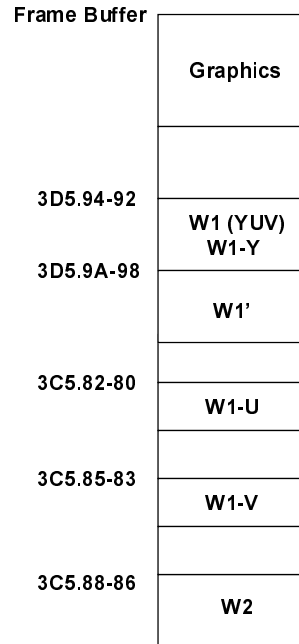 Frame Buffer
Graphics
3D5.94-92
W1 (YUV)
W1-Y
3D5.9A-98
W1’
3C5.82-80
W1-U
3C5.85-83
W1-V
3C5.88-86
W2